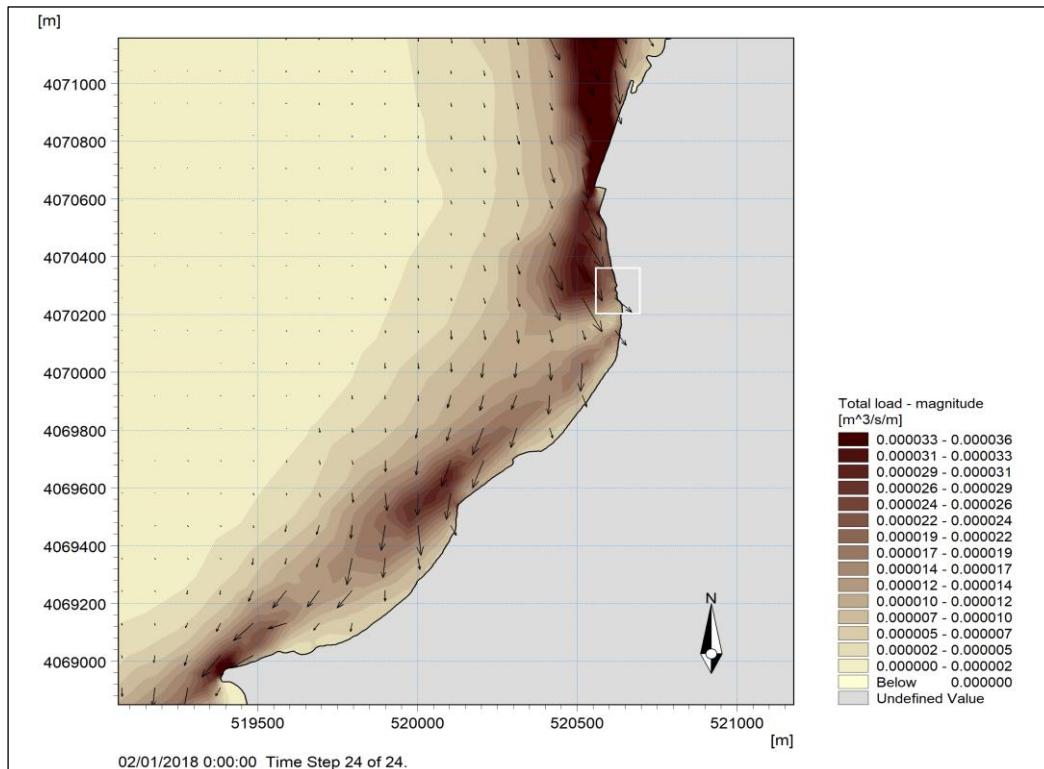 [m]
4071000
4070800
4070600
4070400
4070200
4070000
4069800
4069600
4069400
4069200
4069000
519500 520000 520500 521000
[m]
N
02/01/2018 0:00:00 Time Step 24 of 24.
Total load - magnitude
[m^3/s/m]
0.000033 - 0.000036
0.000031 - 0.000033
0.000029 - 0.000031
0.000026 - 0.000029
0.000024 - 0.000026
0.000022 - 0.000024
0.000019 - 0.000022
0.000017 - 0.000019
0.000014 - 0.000017
0.000012 - 0.000014
0.000010 - 0.000012
0.000007 - 0.000010
0.000005 - 0.000007
0.000002 - 0.000005
0.000000 - 0.000002
Below 0.000000
Undefined Value